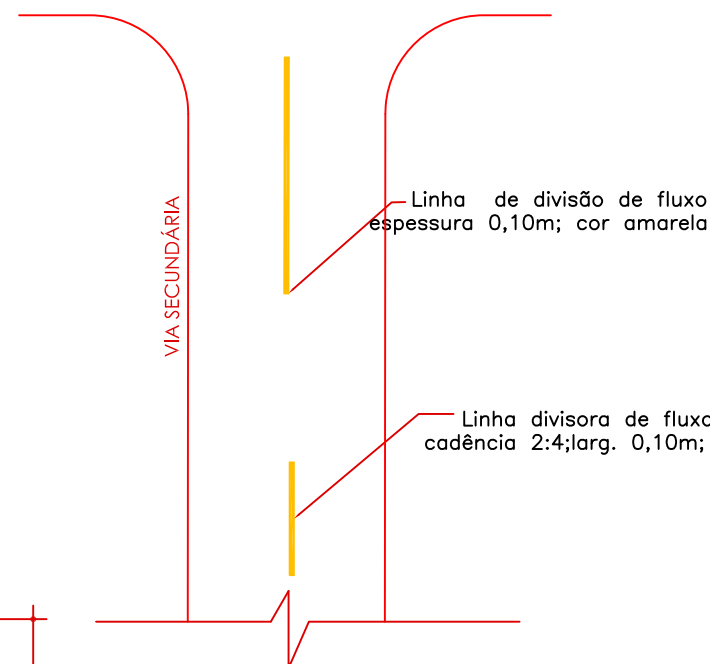 Linha de divisão de fluxo
espessura 0,10m; cor amarela
VIA SECUNDÁRIA
Linha divisora de fluxo
cadência 2:4;larg. 0,10m;